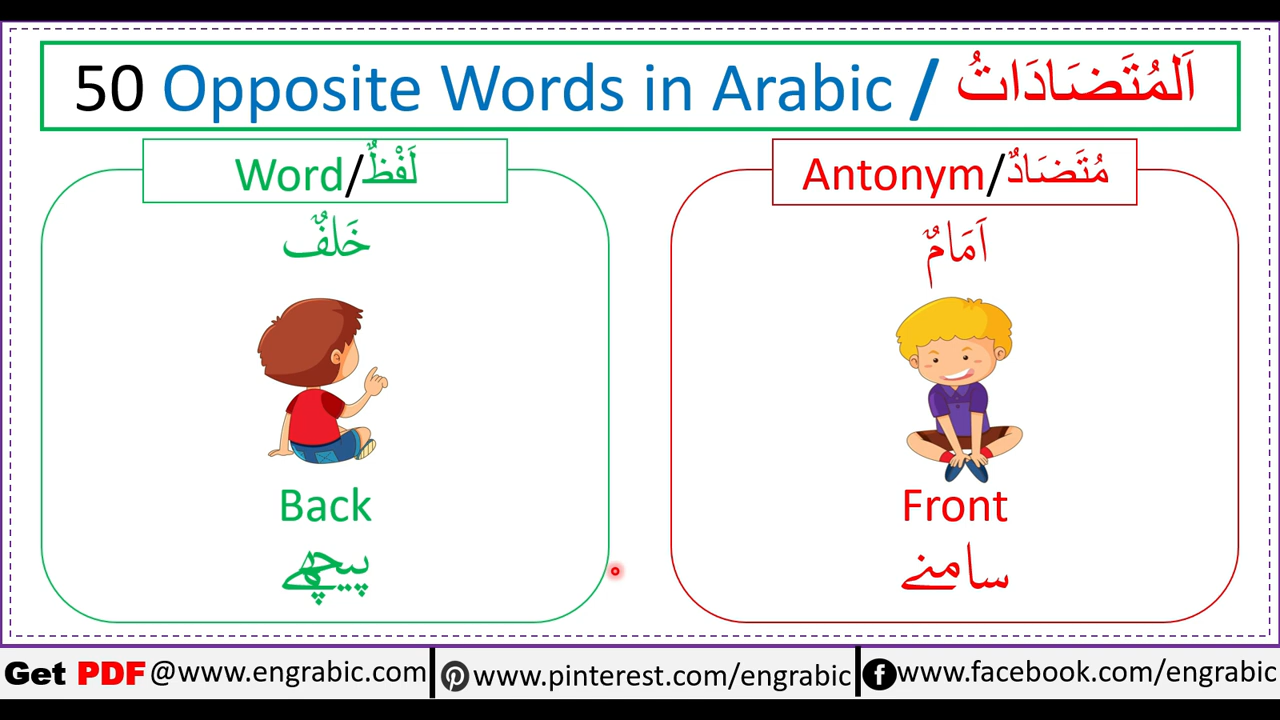 50 Opposite Words in Arabic / اَلْمُتَضَادَاتُ
Word/لَفْظٌ
خَلفٌ
Back
پیچھے
Antonym/مُتَضَادٌ
اَمَامٌ
Front
سامنے
Get PDF @www.engrabic.com
www.pinterest.com/engrabic
www.facebook.com/engrabic